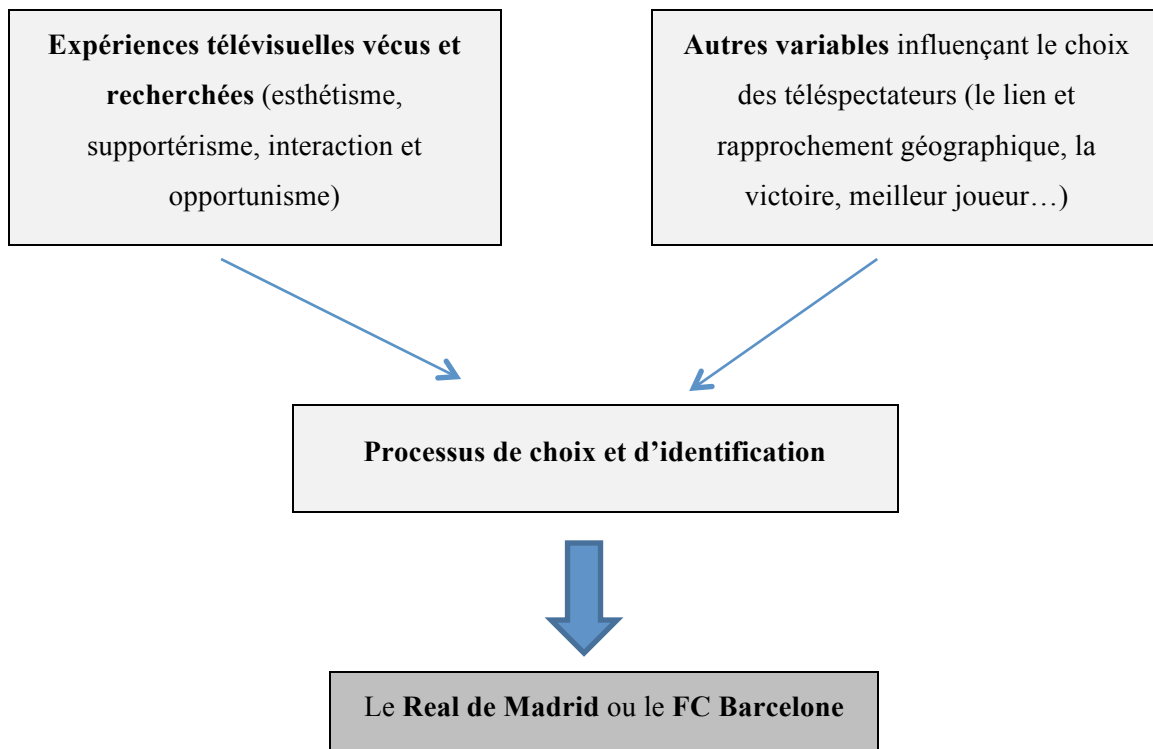 Expériences télévisuelles vécus et
recherchées (esthétisme,
supportérisme, interaction et
opportunisme)
Autres variables influençant le choix
des téléspectateurs (le lien et
rapprochement géographique, la
victoire, meilleur joueur…)
Processus de choix et d’identification
Le Real de Madrid ou le FC Barcelone